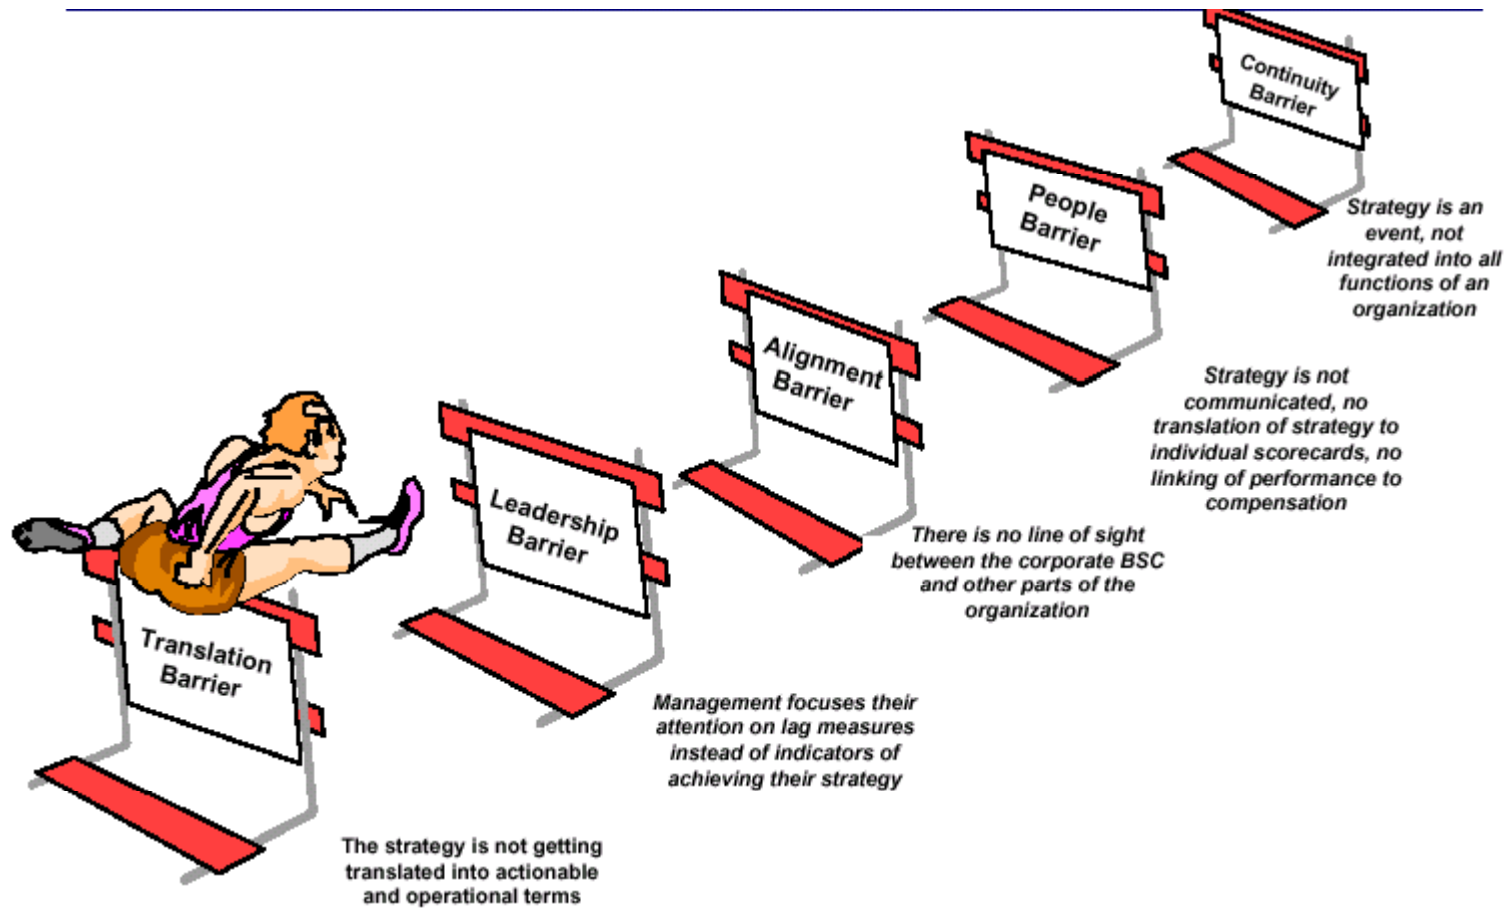 Translation
Barrier
The strategy is not getting
translated into actionable
and operational terms
Leadership
Barrier
Management focuses their
attention on lag measures
instead of indicators of
achieving their strategy
Alignment
Barrier
There is no line of sight
between the corporate BSC
and other parts of the
organization
People
Barrier
Strategy is not
communicated, no
translation of strategy to
individual scorecards, no
linking of performance to
compensation
Continuity
Barrier
Strategy is an
event, not
integrated into all
functions of an
organization